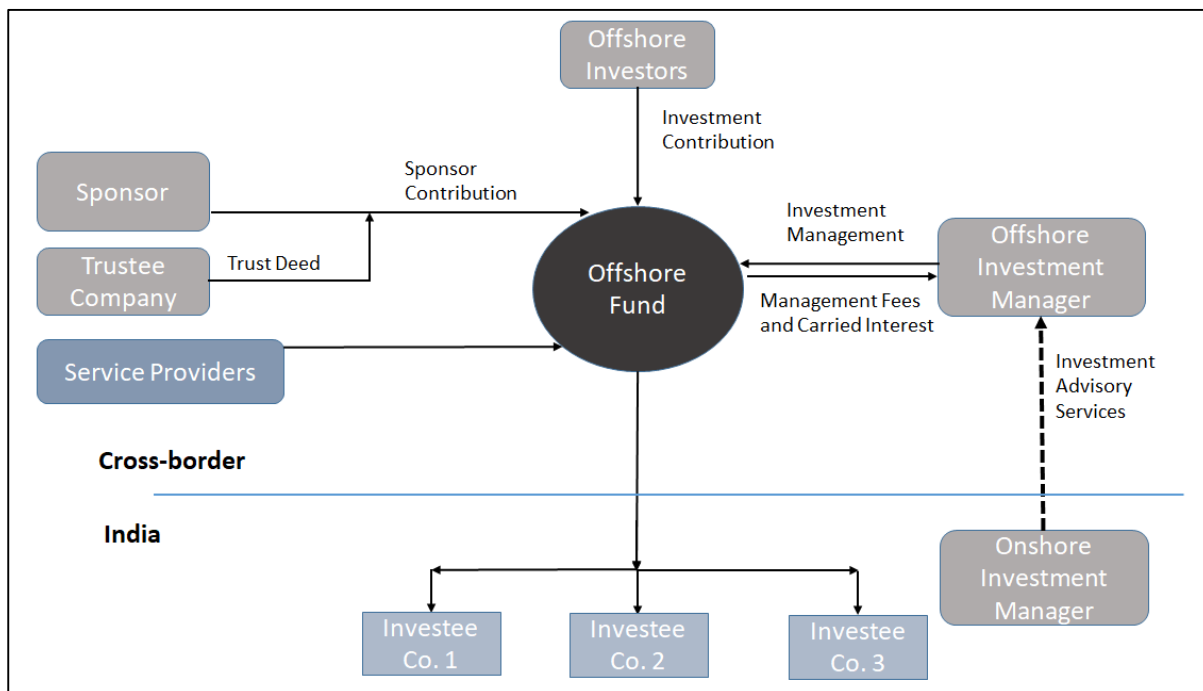 Offshore
Investors
Investment
Contribution
Sponsor
Sponsor
Contribution
Trustee
Company
Trust Deed
Service Providers
Offshore
Fund
Investment
Management
Management Fees
and Carried Interest
Offshore
Investment
Manager
Investment
Advisory
Services
Cross-border
India
Onshore
Investment
Manager
Investee
Co. 1
Investee
Co. 2
Investee
Co. 3